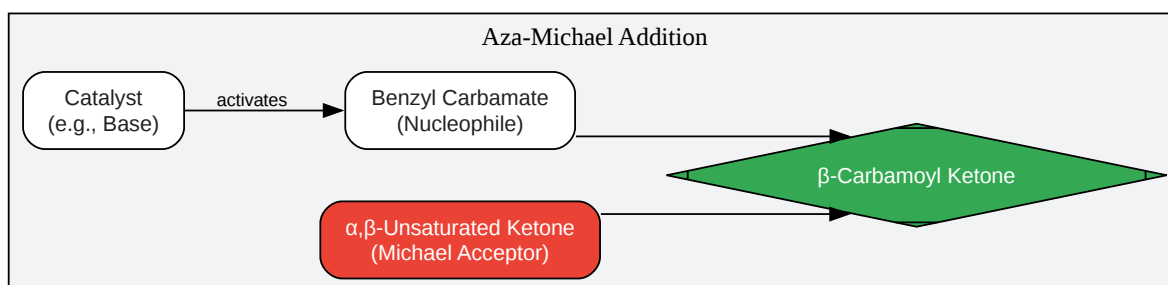 Aza-Michael Addition
Catalyst
(e.g., Base)
activates
Benzyl Carbamate
(Nucleophile)
β-Carbamoyl Ketone
α,β-Unsaturated Ketone
(Michael Acceptor)